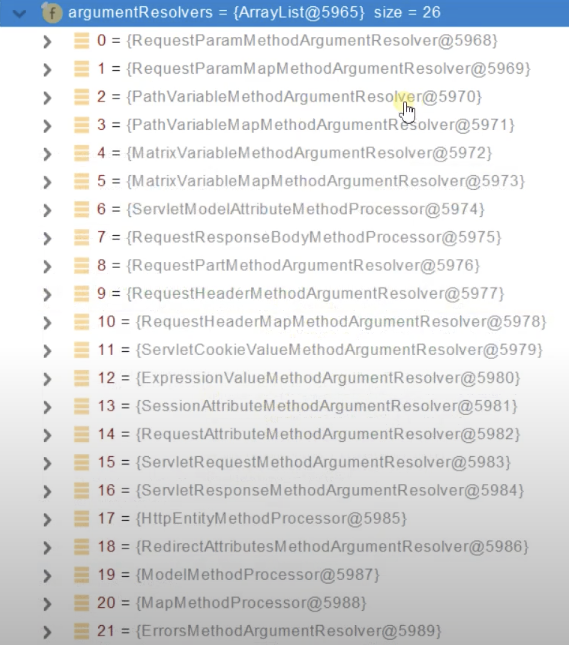 f argumentResolvers = {ArrayList@5965} size = 26
0 = {RequestParamMethodArgumentResolver@5968}
1 = {RequestParamMapMethodArgumentResolver@5969}
2 = {PathVariableMethodArgumentResolver@5970}
3 = {PathVariableMapMethodArgumentResolver@5971}
4 = {MatrixVariableMethodArgumentResolver@5972}
5 = {MatrixVariableMapMethodArgumentResolver@5973}
6 = {ServletModelAttributeMethodProcessor@5974}
7 = {RequestResponseBodyMethodProcessor@5975}
8 = {RequestPartMethodArgumentResolver@5976}
9 = {RequestHeaderMethodArgumentResolver@5977}
10 = {RequestHeaderMapMethodArgumentResolver@5978}
11 = {ServletCookieValueMethodArgumentResolver@5979}
12 = {ExpressionValueMethodArgumentResolver@5980}
13 = {SessionAttributeMethodArgumentResolver@5981}
14 = {RequestAttributeMethodArgumentResolver@5982}
15 = {ServletRequestMethodArgumentResolver@5983}
16 = {ServletResponseMethodArgumentResolver@5984}
17 = {HttpEntityMethodProcessor@5985}
18 = {RedirectAttributesMethodArgumentResolver@5986}
19 = {ModelMethodProcessor@5987}
20 = {MapMethodProcessor@5988}
21 = {ErrorsMethodArgumentResolver@5989}